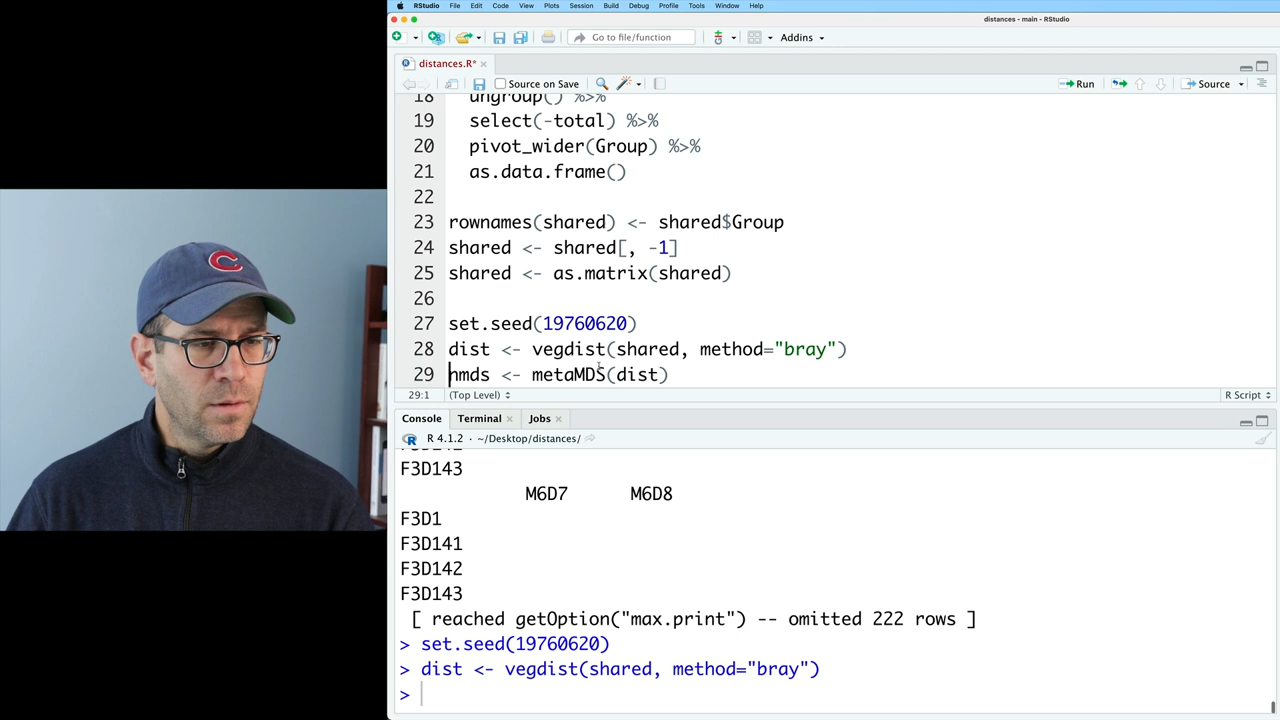 RStudio File Edit Code View Plots Session Build Debug Profile Tools Window Help
distances - main - RStudio
Go to file/function Addins
distances.R*
Source on Save Run Source
18 ungroup() %>%
19 select(-total) %>%
20 pivot_wider(Group) %>%
21 as.data.frame()
22
23 rownames(shared) <- shared$Group
24 shared <- shared[, -1]
25 shared <- as.matrix(shared)
26
27 set.seed(19760620)
28 dist <- vegdist(shared, method="bray")
29 nmds <- metaMDS(dist)
29:1 (Top Level) R Script
Console Terminal Jobs
R 4.1.2 · ~/Desktop/distances/
F3D143
M6D7 M6D8
F3D1
F3D141
F3D142
F3D143
[ reached getOption("max.print") -- omitted 222 rows ]
> set.seed(19760620)
> dist <- vegdist(shared, method="bray")
>